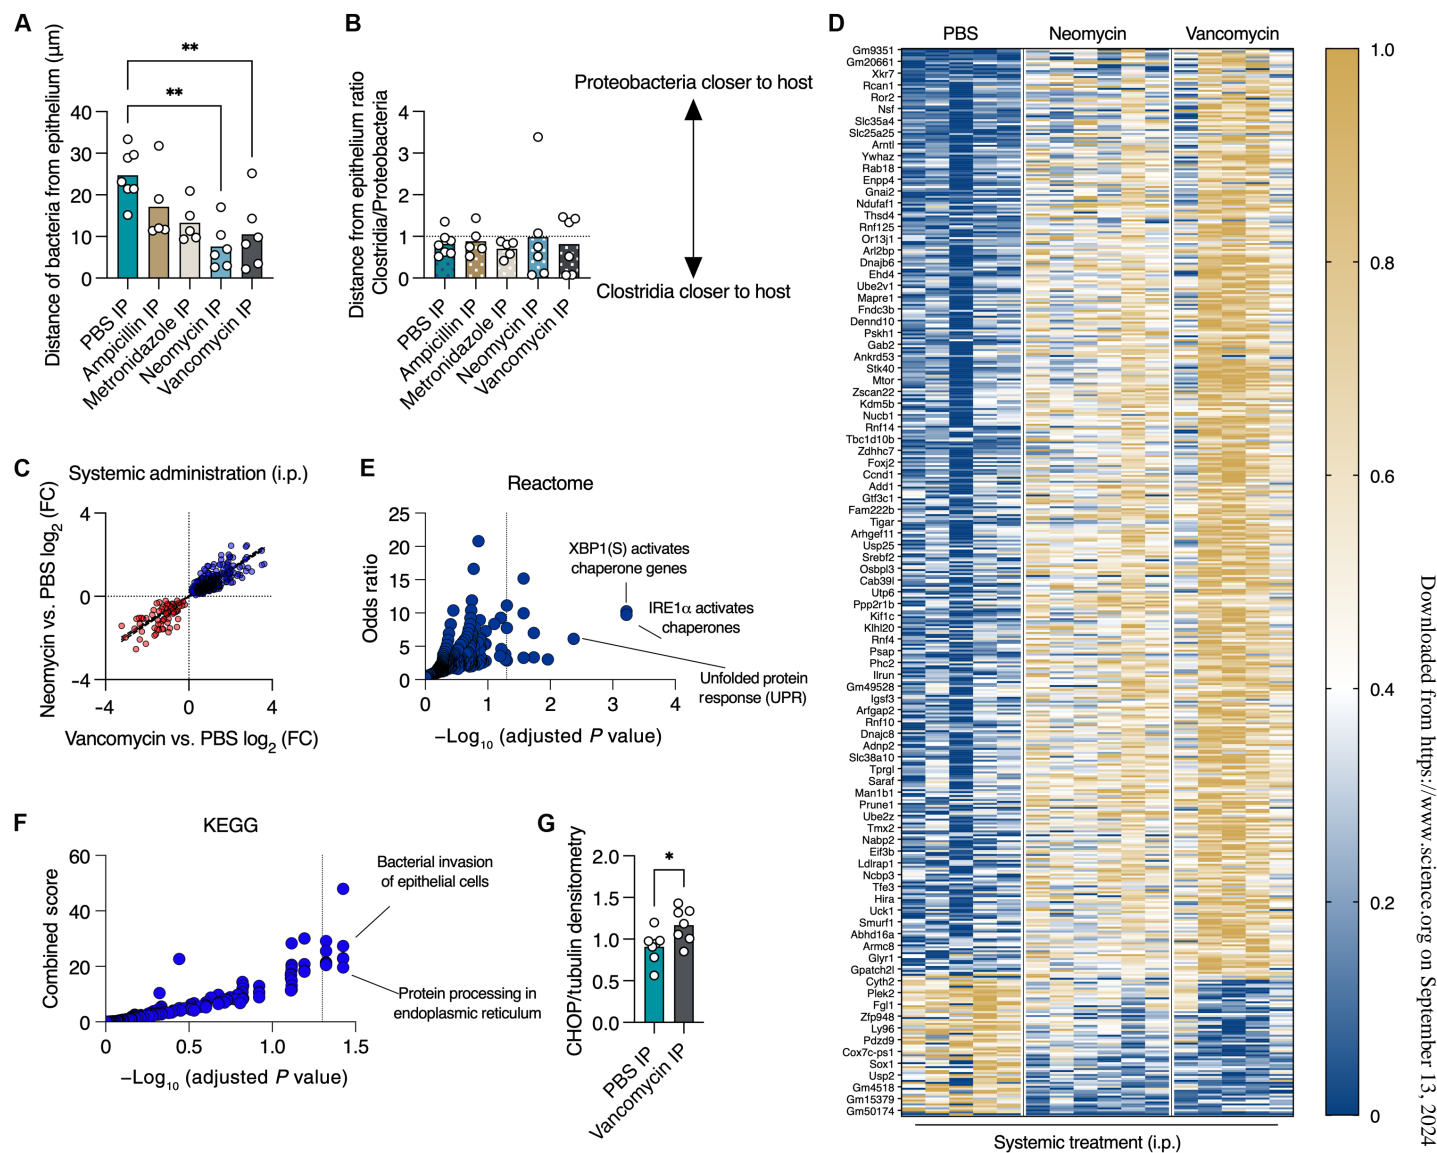 A
Distance of bacteria from epithelium (µm)
**
**
40
30
20
10
0
PBS IP
Ampicillin IP
Metronidazole IP
Neomycin IP
Vancomycin IP
B
Distance from epithelium ratio
Clostridia/Proteobacteria
4
3
2
1
0
PBS IP
Ampicillin IP
Metronidazole IP
Neomycin IP
Vancomycin IP
Proteobacteria closer to host
Clostridia closer to host
C
Systemic administration (i.p.)
Neomycin vs. PBS log2 (FC)
4
0
−4
−4
0
4
Vancomycin vs. PBS log2 (FC)
E
Reactome
Odds ratio
25
20
15
10
5
0
0
1
2
3
4
−Log10 (adjusted P value)
XBP1(S) activates
chaperone genes
IRE1α activates
chaperones
Unfolded protein
response (UPR)
F
KEGG
Combined score
60
40
20
0
0
0.5
1.0
1.5
−Log10 (adjusted P value)
Bacterial invasion
of epithelial cells
Protein processing in
endoplasmic reticulum
G
CHOP/tubulin densitometry
2.0
1.5
1.0
0.5
0.0
*
PBS IP
Vancomycin IP
D
PBS
Neomycin
Vancomycin
Gm9351
Gm20661
Xkr7
Rcan1
Ror2
Nsf
Slc35a4
Slc25a25
Arntl
Ywhaz
Rab18
Enpp4
Gnai2
Ndufaf1
Thsd4
Rnf125
Or13j1
Arl2bp
Dnajb6
Ehd4
Ube2v1
Mapre1
Fndc3b
Dennd10
Pskh1
Gab2
Ankrd53
Stk40
Mtor
Zscan22
Kdm5b
Nucb1
Rnf14
Tbc1d10b
Zdhhc7
Foxj2
Ccnd1
Add1
Gtf3c1
Fam222b
Tigar
Arhgef11
Usp25
Srebf2
Osbpl3
Cab39l
Utp6
Ppp2r1b
Kif1c
Klhl20
Rnf4
Psap
Phc2
Ilrun
Gm49528
Igsf3
Arfgap2
Rnf10
Dnajc8
Adnp2
Slc38a10
Tprgl
Saraf
Man1b1
Prune1
Ube2z
Tmx2
Nabp2
Eif3b
Ldlrap1
Ncbp3
Tfe3
Hira
Uck1
Smurf1
Abhd16a
Armc8
Glyr1
Gpatch2l
Cyth2
Plek2
Fgl1
Zfp948
Ly96
Pdzd9
Cox7c-ps1
Sox1
Usp2
Gm4518
Gm15379
Gm50174
Systemic treatment (i.p.)
1.0
0.8
0.6
0.4
0.2
0
Downloaded from https://www.science.org on September 13, 2024